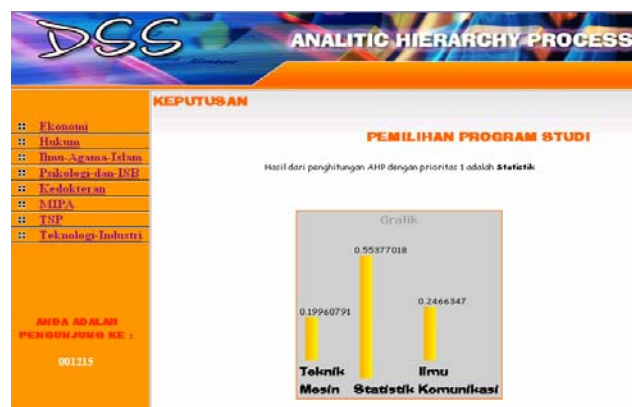 DSS
ANALITIC HIERARCHY PROCESS
KEPUTUSAN
Ekonomi
Hukum
Ilmu-Agama-Islam
Psikologi-dan-ISB
Kedokteran
MIPA
TSP
Teknologi-Industri
ANDA ADALAH
PENGUNJUNG KE :
001215
PEMILIHAN PROGRAM STUDI
Hasil dari penghitungan AHP dengan prioritas 1 adalah Statistik
Grafik
0.55377018
0.2466347
0.19960791
Teknik Mesin
Statistik
Ilmu Komunikasi